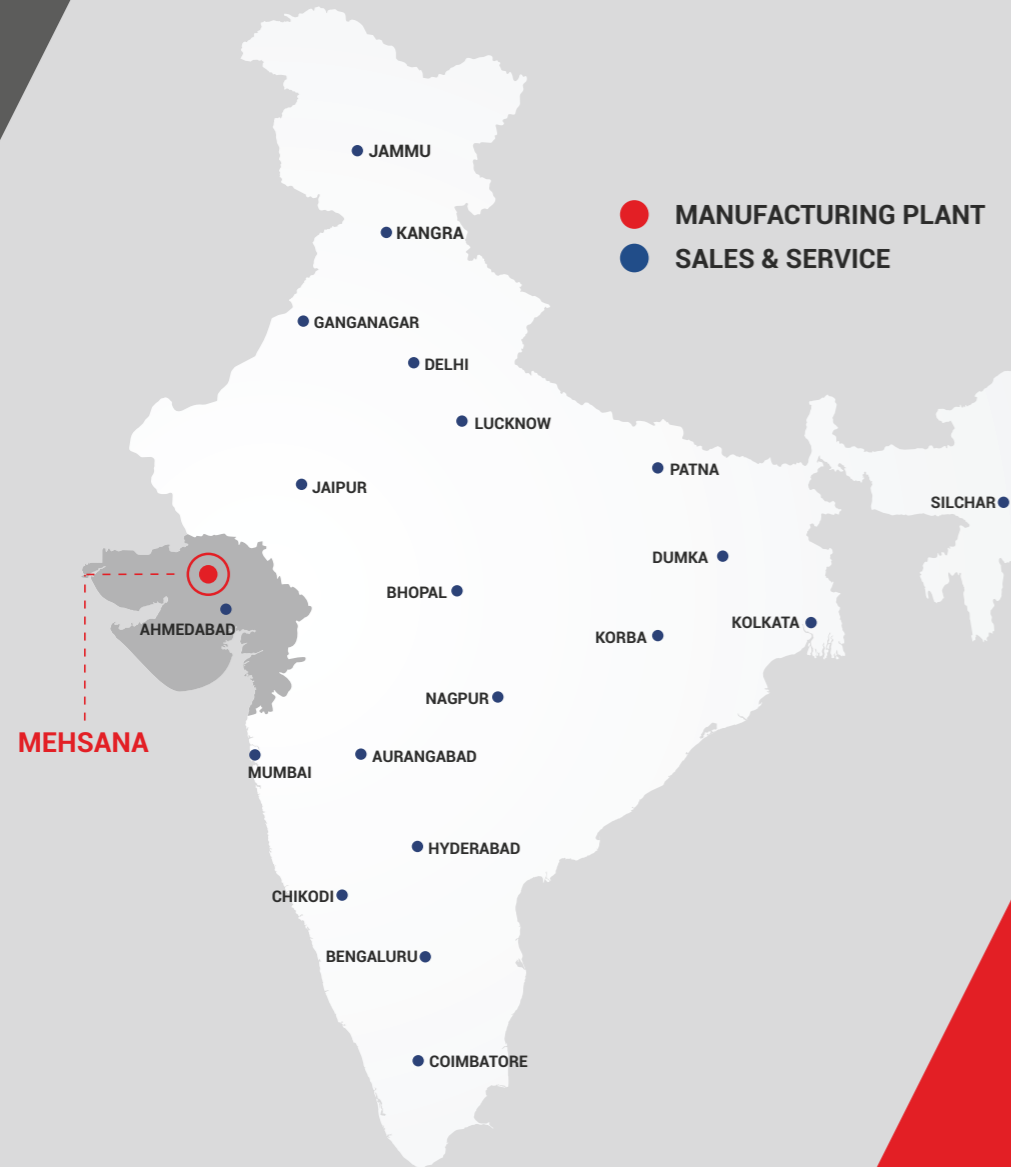 JAMMU
MANUFACTURING PLANT
KANGRA
SALES & SERVICE
GANGANAGAR
DELHI
LUCKNOW
PATNA
JAIPUR
SILCHAR
DUMKA
BHOPAL
AHMEDABAD
KORBA
KOLKATA
NAGPUR
MEHSANA
AURANGABAD
MUMBAI
HYDERABAD
CHIKODI
BENGALURU
COIMBATORE